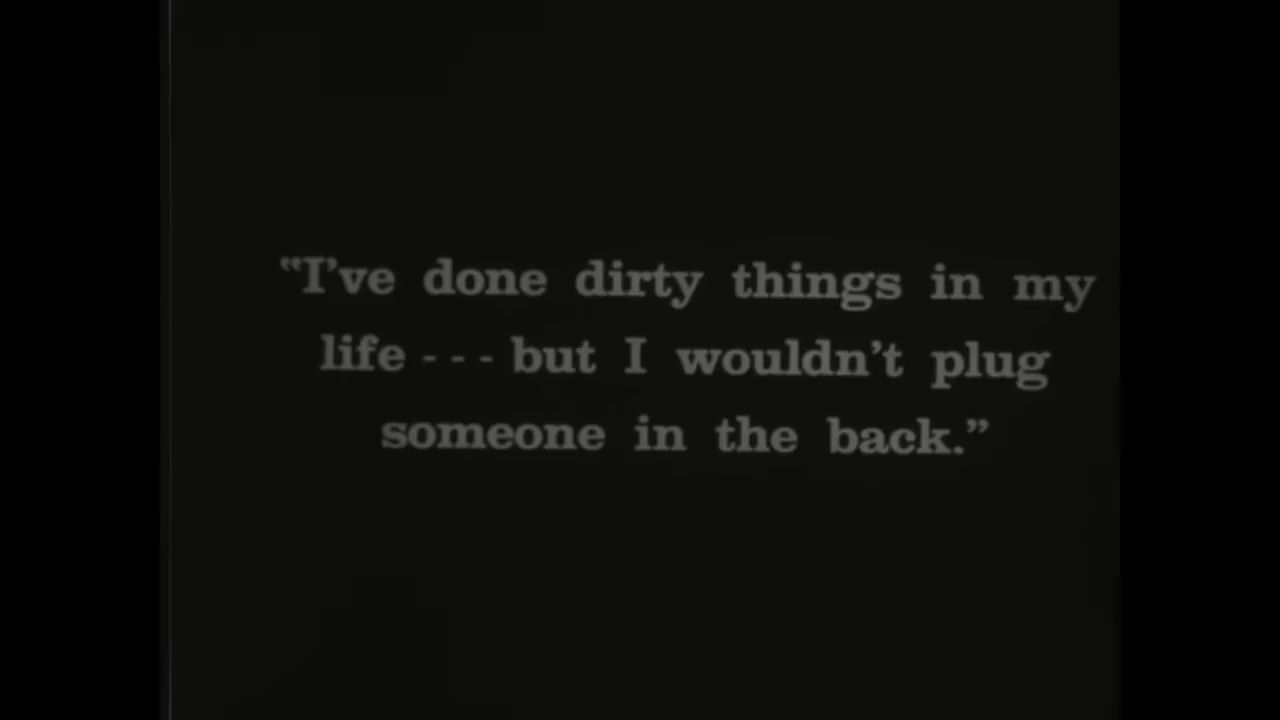 “I’ve done dirty things in my
life - - - but I wouldn’t plug
someone in the back.”